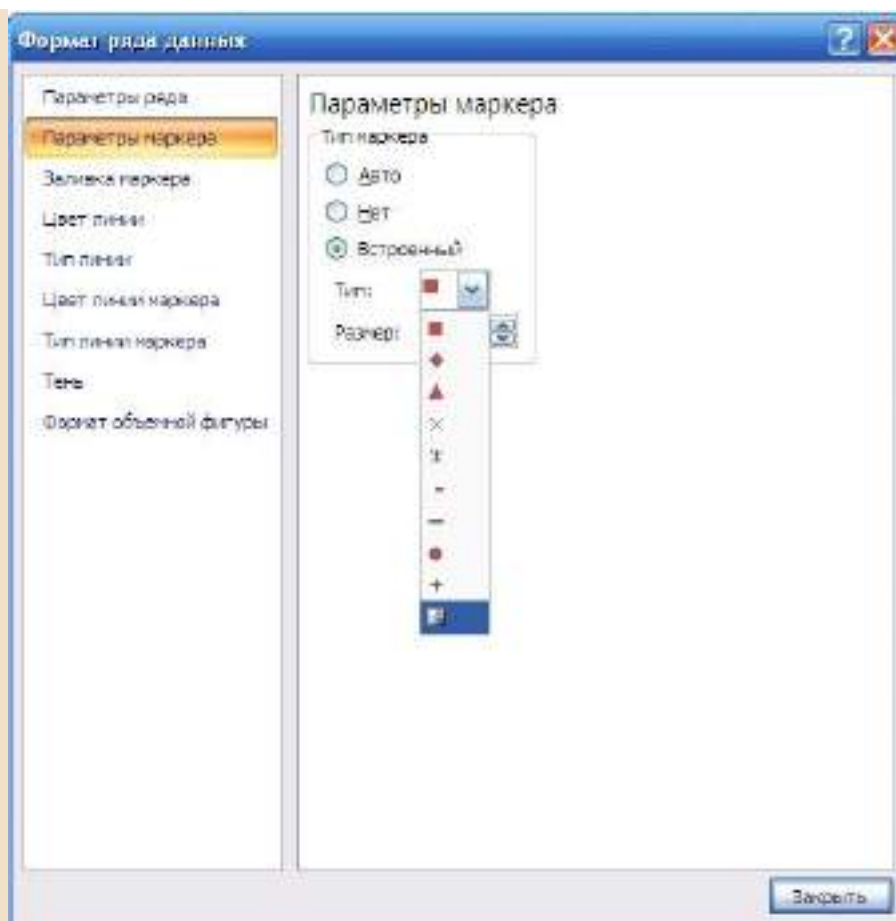 Формат ряда данных
Параметры ряда
Параметры маркера
Заливка маркера
Цвет линии
Тип линии
Цвет линии маркера
Тип линии маркера
Тень
Формат объемной фигуры
Параметры маркера
Тип маркера
Авто
Нет
Встроенный
Тип:
Размер:
Закрыть